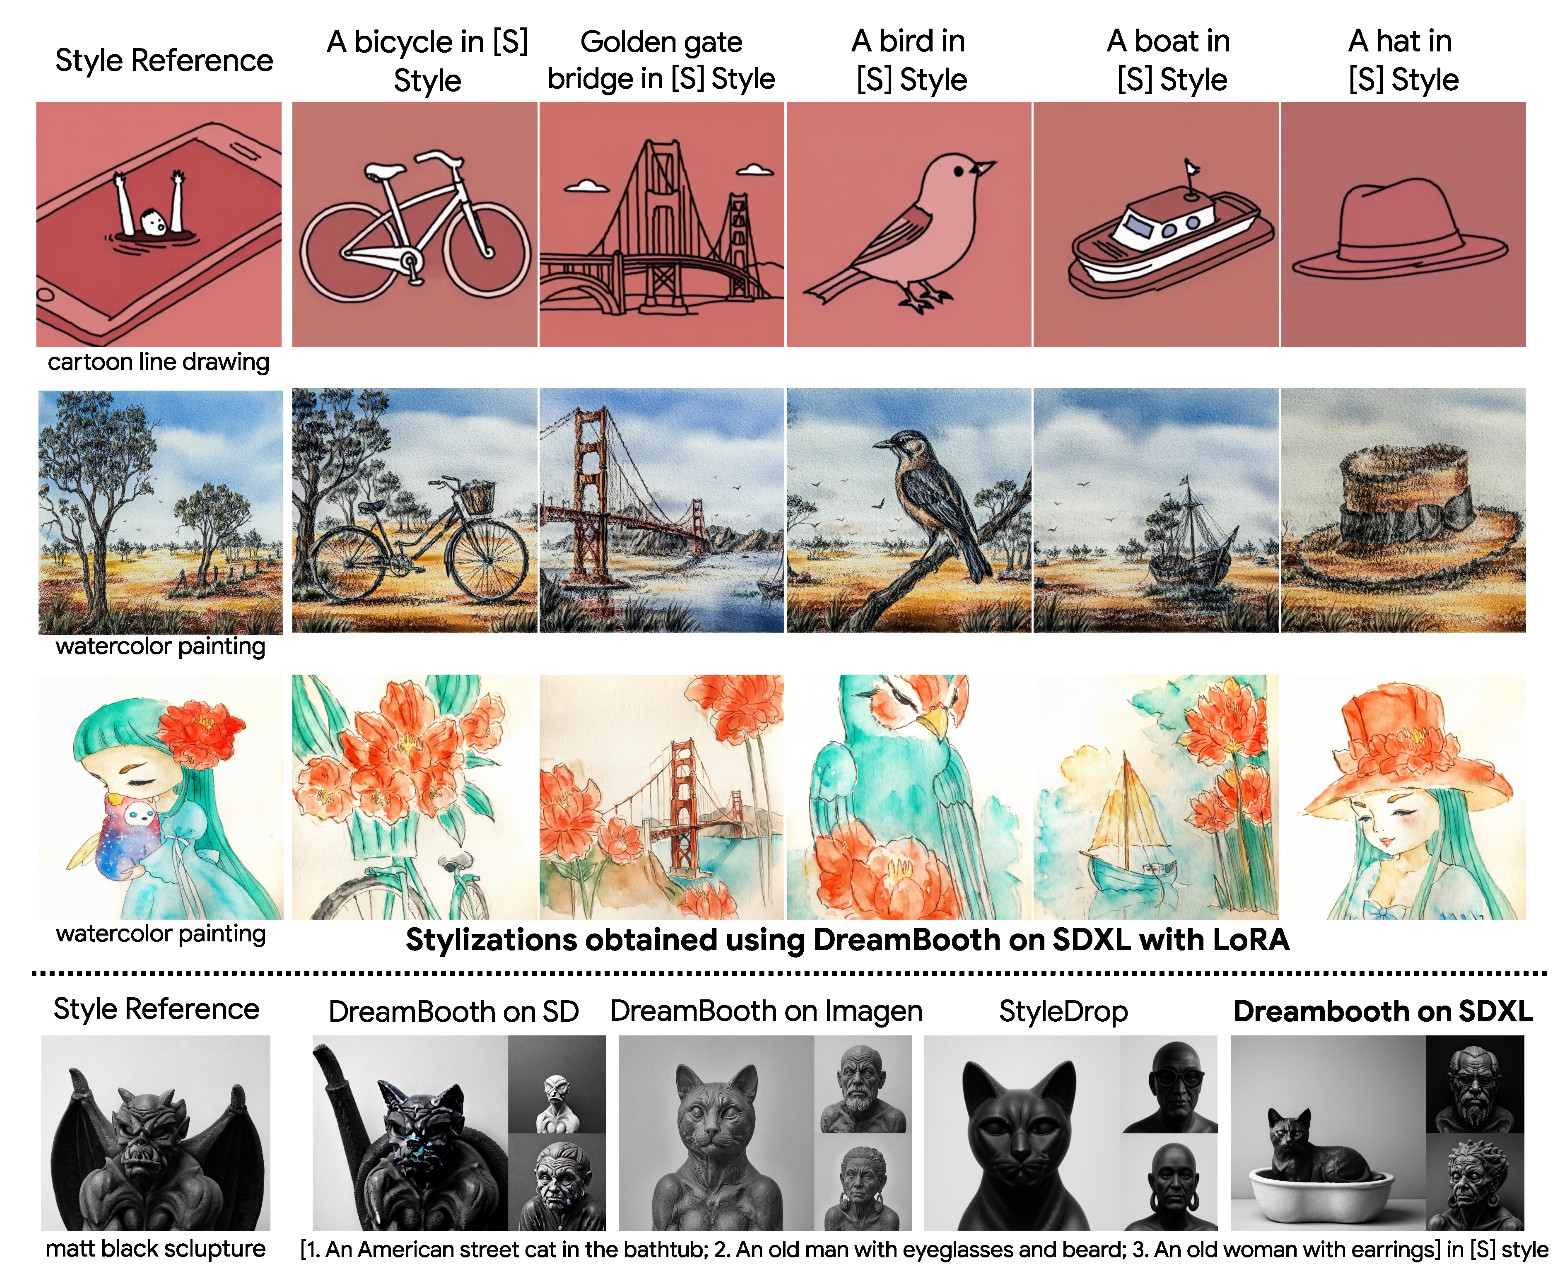 Style Reference
A bicycle in [S]
Style
Golden gate
bridge in [S] Style
A bird in
[S] Style
A boat in
[S] Style
A hat in
[S] Style
cartoon line drawing
watercolor painting
watercolor painting
Stylizations obtained using DreamBooth on SDXL with LoRA
Style Reference
DreamBooth on SD
DreamBooth on Imagen
StyleDrop
Dreambooth on SDXL
matt black sclupture
[1. An American street cat in the bathtub; 2. An old man with eyeglasses and beard; 3. An old woman with earrings] in [S] style